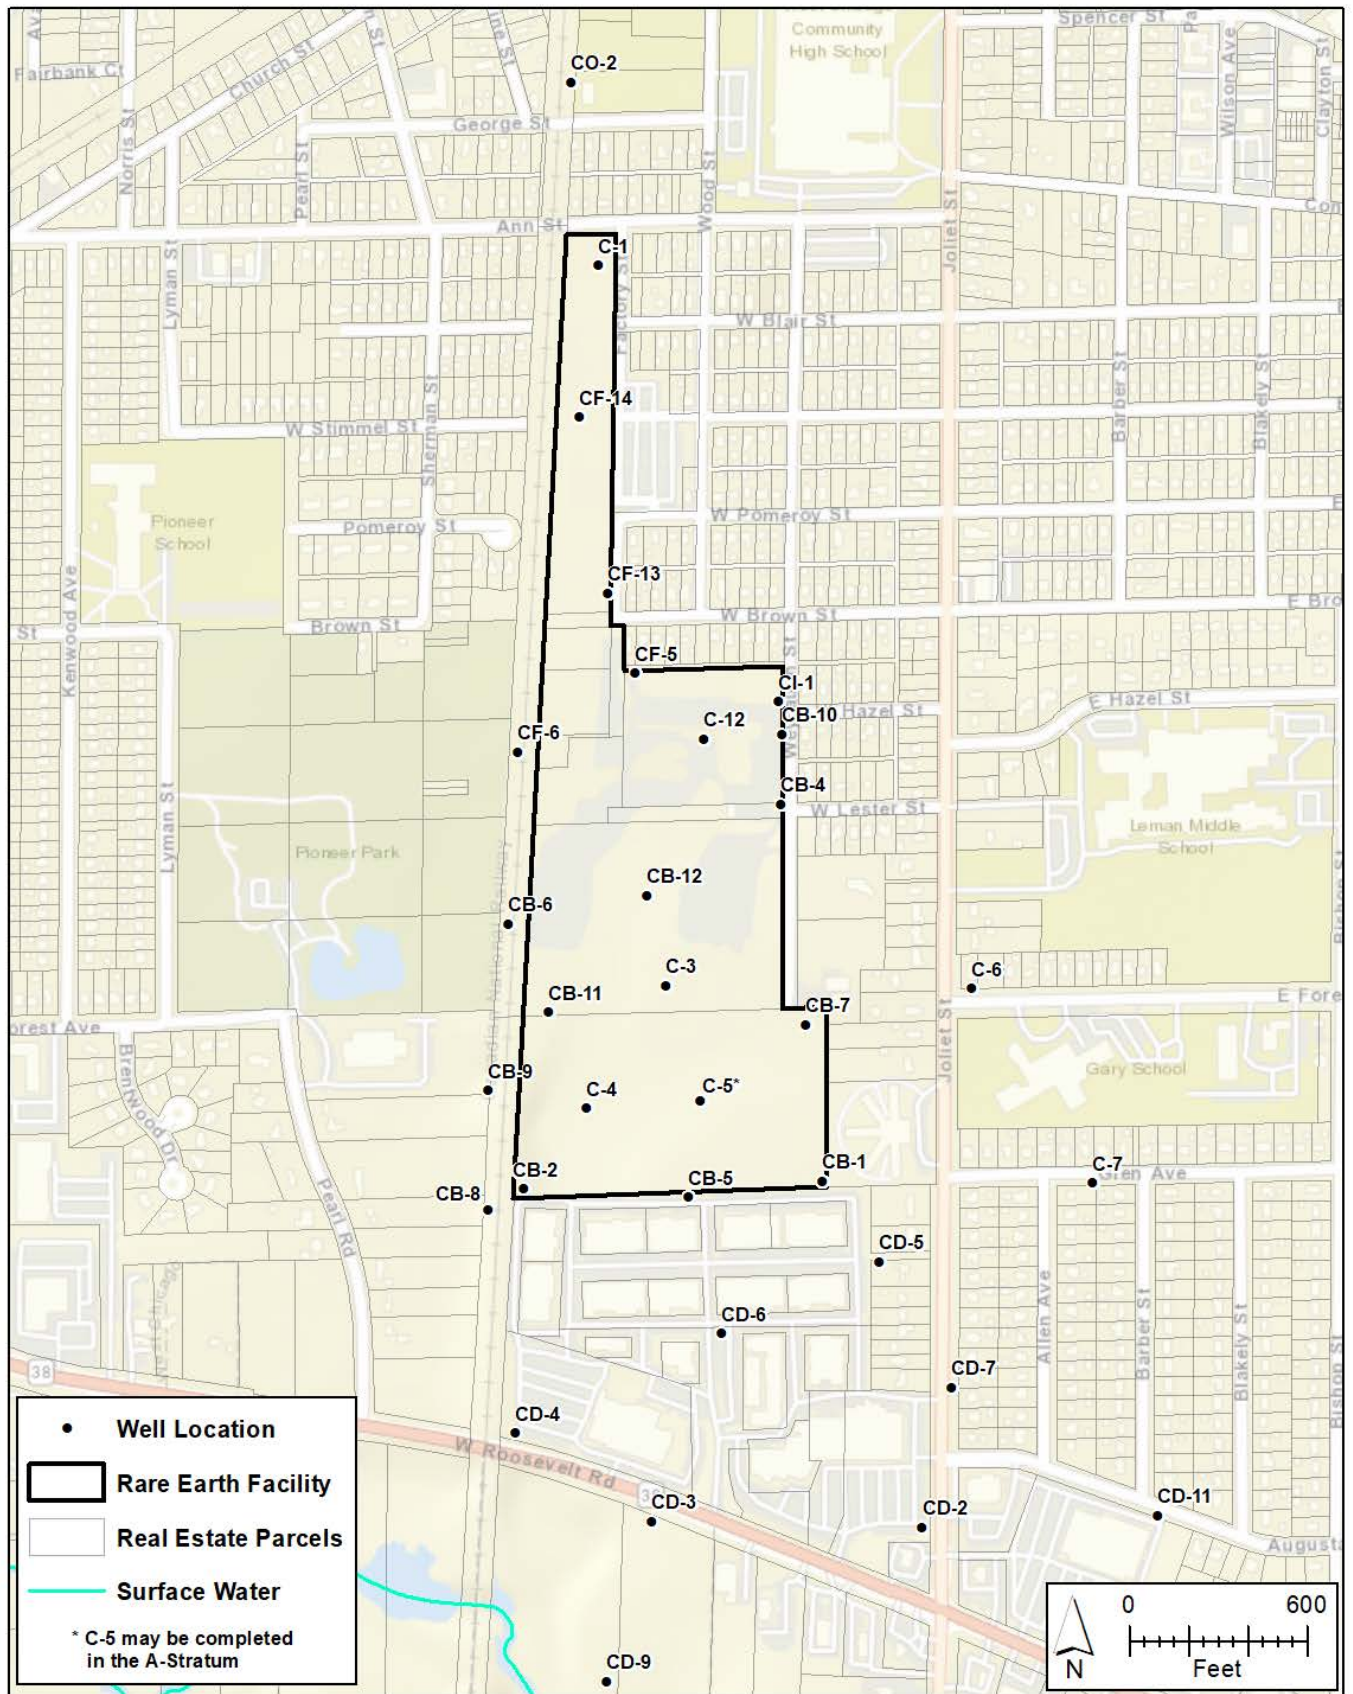 Spencer St
Community
High School
CO-2
Church St
Fairbank Ct
Norris St
Pearl St
George St
Wood St
Wilson Ave
Clayton St
Joliet St
Ann St
Lyman St
C-1
Factory St
W Blair St
Barber St
Blakely St
CF-14
W Stimmel St
Sherman St
Pioneer
School
Pomeroy St
W Pomeroy St
CF-13
Brown St
W Brown St
E Bro
St
Kenwood Ave
CF-5
CI-1
CB-10
Hazel St
E Hazel St
C-12
CF-6
CB-4
W Lester St
Leman Middle
School
Lyman St
Pioneer Park
CB-12
CB-6
C-3
C-6
CB-11
CB-7
E Fore
orest Ave
Brentwood Dr
Joliet St
Gary School
CB-9
C-4
C-5*
CB-2
CB-5
CB-1
C-7
Glen Ave
CB-8
Pearl Rd
CD-5
CD-6
Allen Ave
Barber St
Blakely St
Bishop St
CD-7
38
CD-4
W Roosevelt Rd
CD-3
CD-2
CD-11
Augusta
CD-9
Well Location
Rare Earth Facility
Real Estate Parcels
Surface Water
* C-5 may be completed
in the A-Stratum
0 600
Feet
N